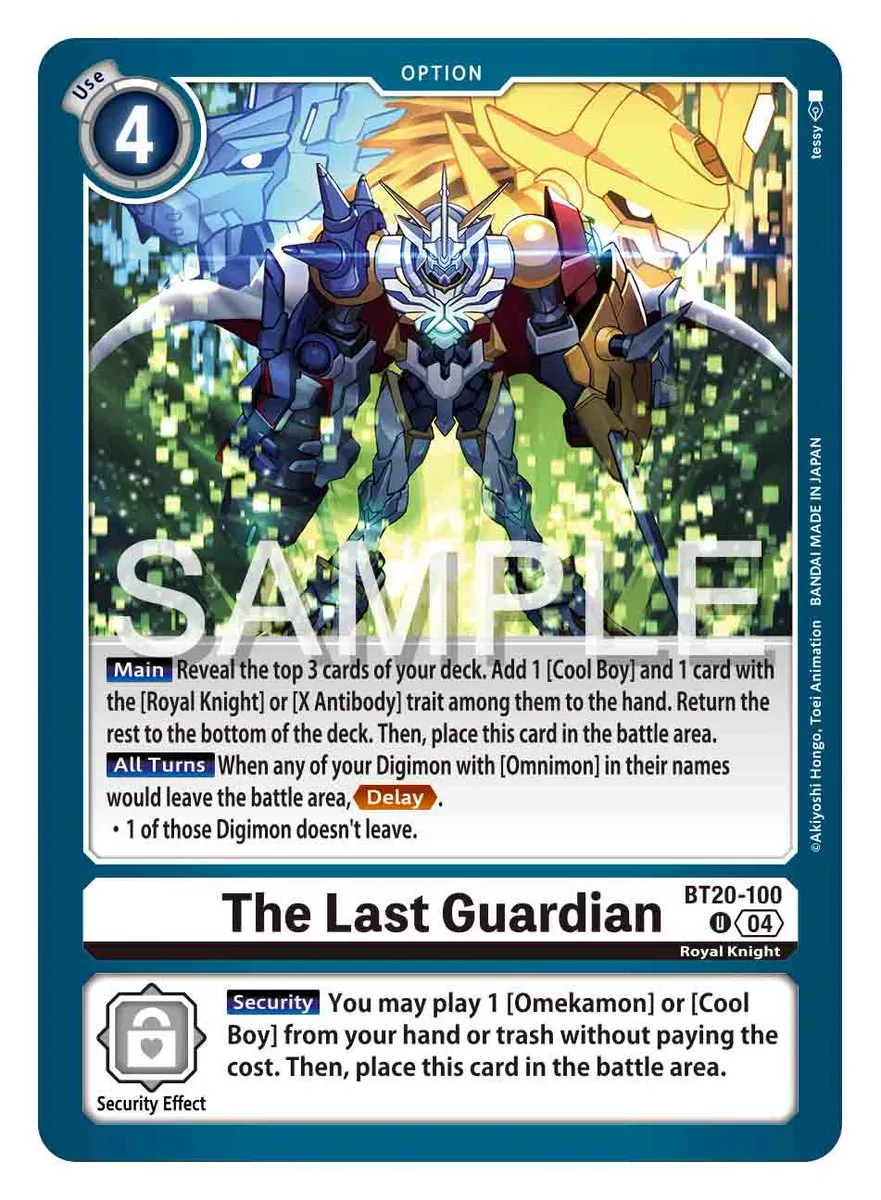 OPTION
Use
4
tessy
SAMPLE
Main Reveal the top 3 cards of your deck. Add 1 [Cool Boy] and 1 card with
the [Royal Knight] or [X Antibody] trait among them to the hand. Return the
rest to the bottom of the deck. Then, place this card in the battle area.
All Turns When any of your Digimon with [Omnimon] in their names
would leave the battle area, Delay.
・1 of those Digimon doesn't leave.
©Akiyoshi Hongo, Toei Animation BANDAI MADE IN JAPAN
The Last Guardian
BT20-100
U 04
Royal Knight
Security You may play 1 [Omekamon] or [Cool
Boy] from your hand or trash without paying the
cost. Then, place this card in the battle area.
Security Effect